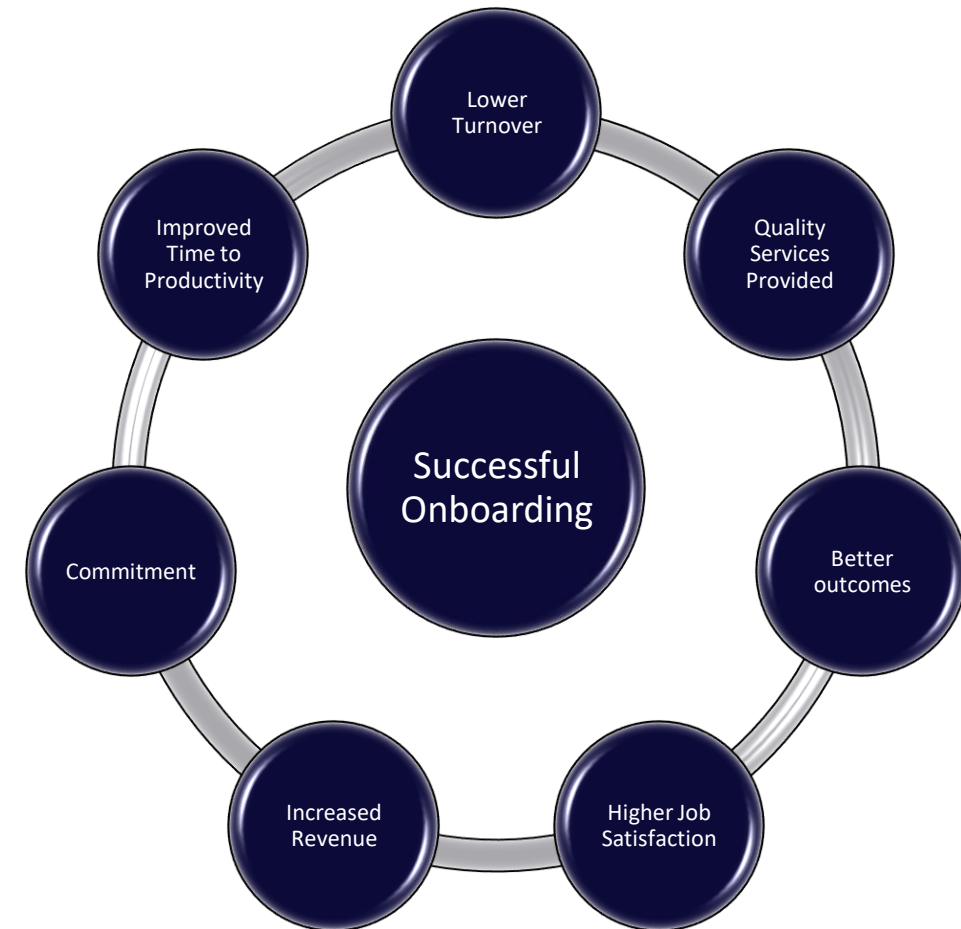 Lower
Turnover
Quality
Services
Provided
Better
outcomes
Higher Job
Satisfaction
Increased
Revenue
Commitment
Improved
Time to
Productivity
Successful
Onboarding